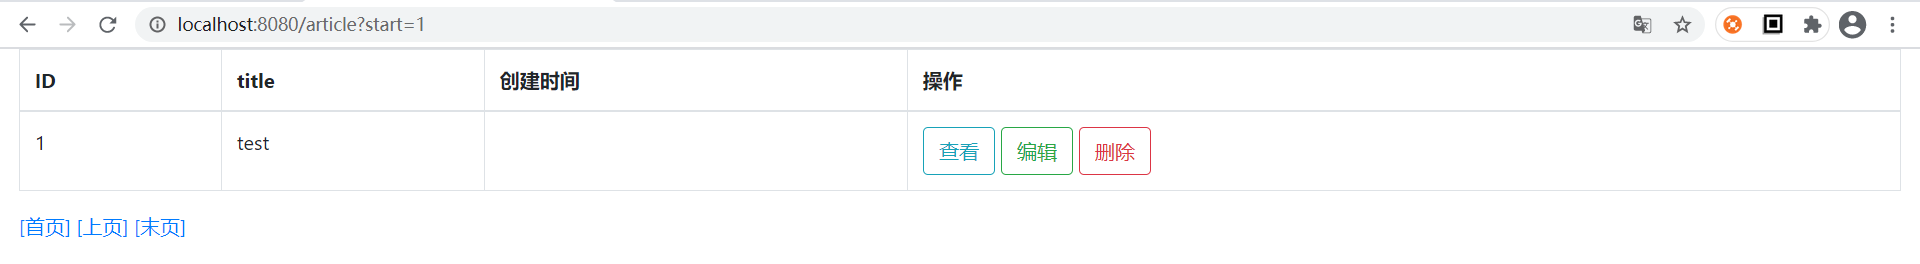 localhost:8080/article?start=1
ID title 创建时间 操作
1 test 查看 编辑 删除
[首页] [上页] [末页]